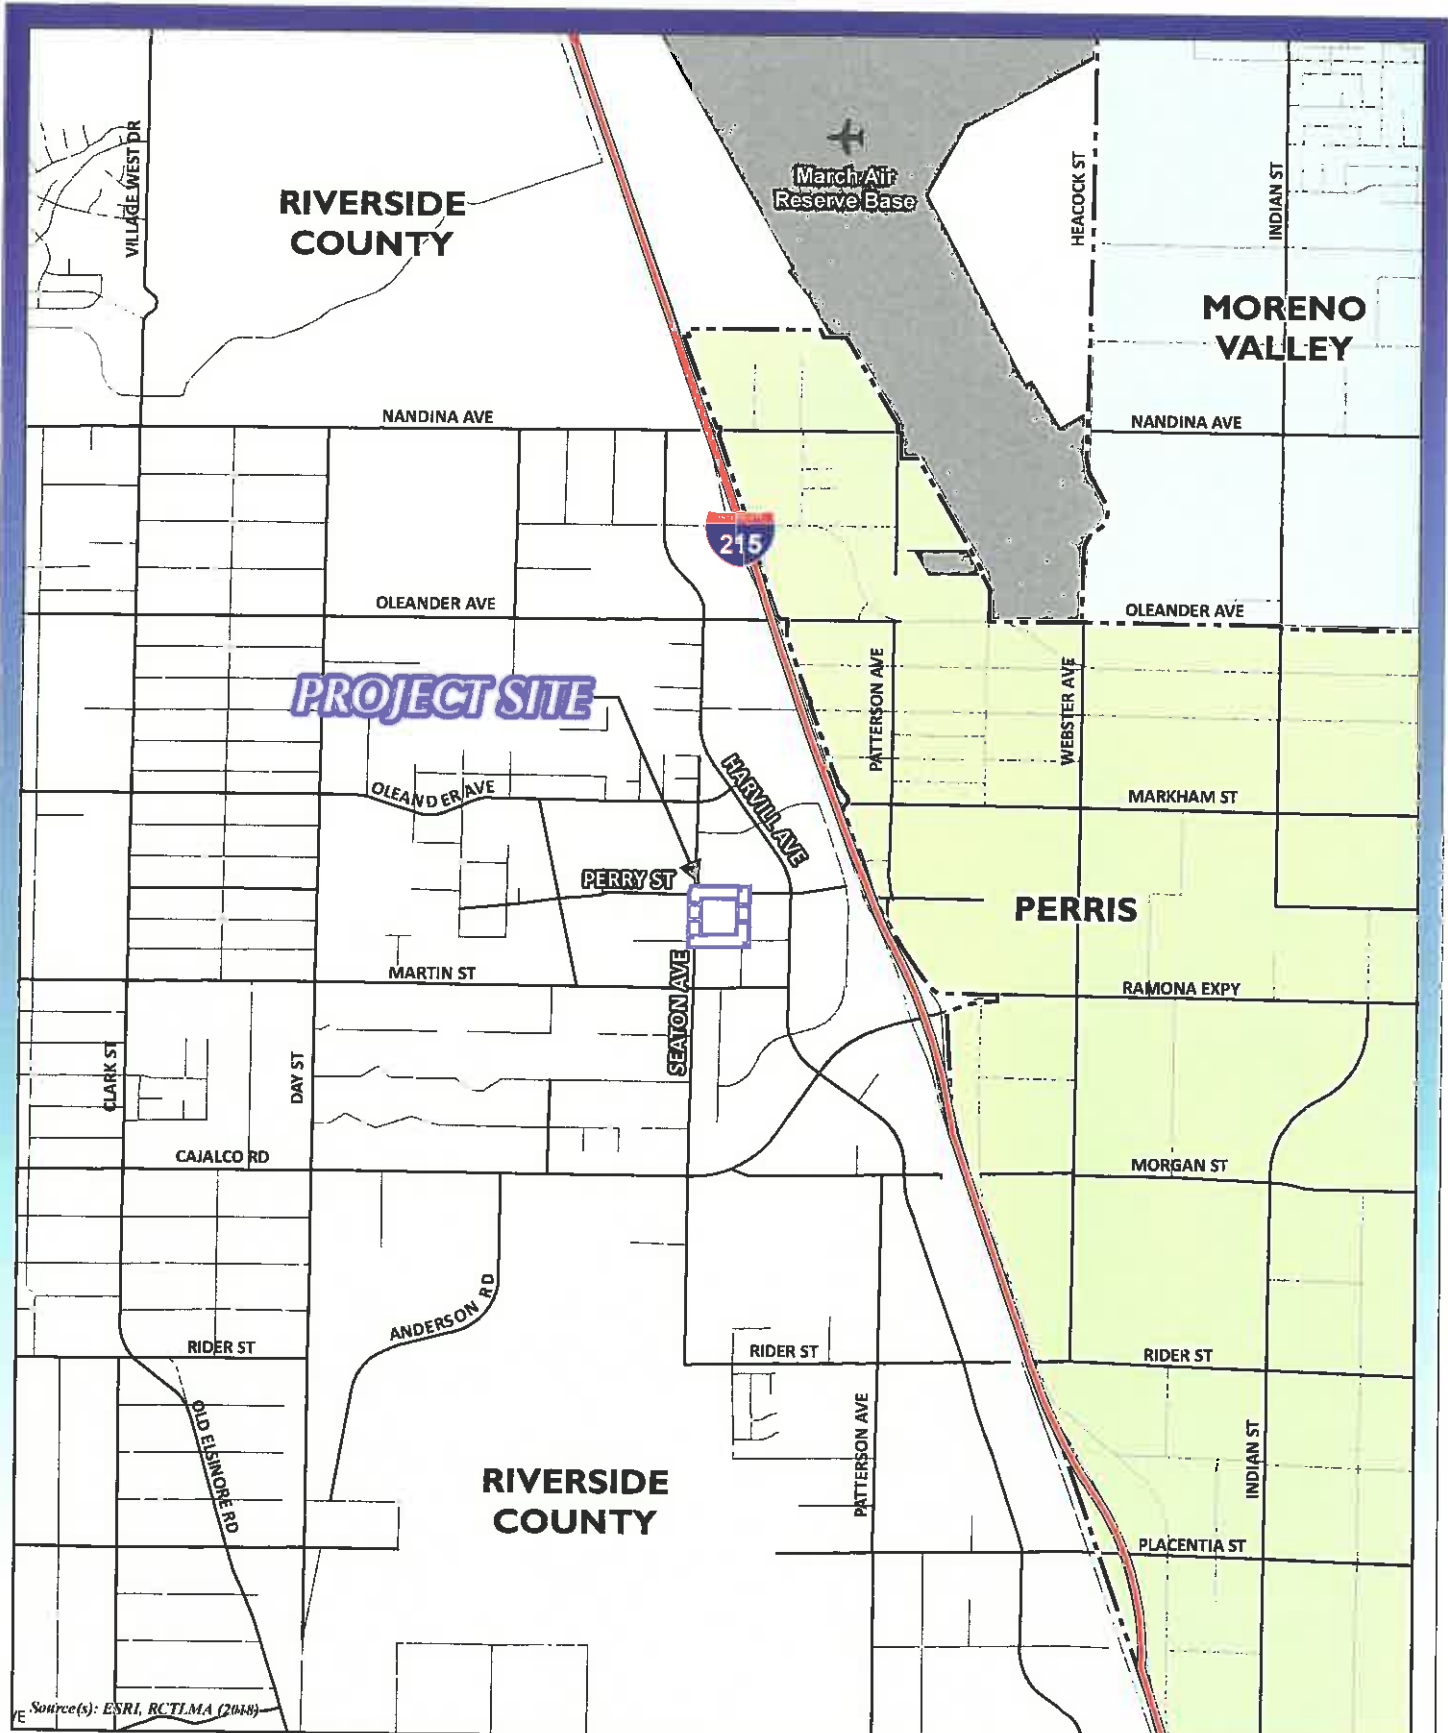 VILLAGE WEST DR
RIVERSIDE
COUNTY
March Air
Reserve Base
HEACOCK ST
INDIAN ST
MORENO
VALLEY
NANDINA AVE
NANDINA AVE
215
OLEANDER AVE
OLEANDER AVE
PROJECT SITE
PATTERSON AVE
WEBSTER AVE
OLEANDER AVE
HARVILL AVE
MARKHAM ST
PERRY ST
PERRIS
MARTIN ST
SEATON AVE
RAMONA EXPY
CLARK ST
DAY ST
CAJALCO RD
MORGAN ST
ANDERSON RD
RIDER ST
RIDER ST
RIDER ST
OLD ELSINORE RD
PATTERSON AVE
INDIAN ST
RIVERSIDE
COUNTY
PLACENTIA ST
VE
Source(s): ESRI, RCTLMA (2018)